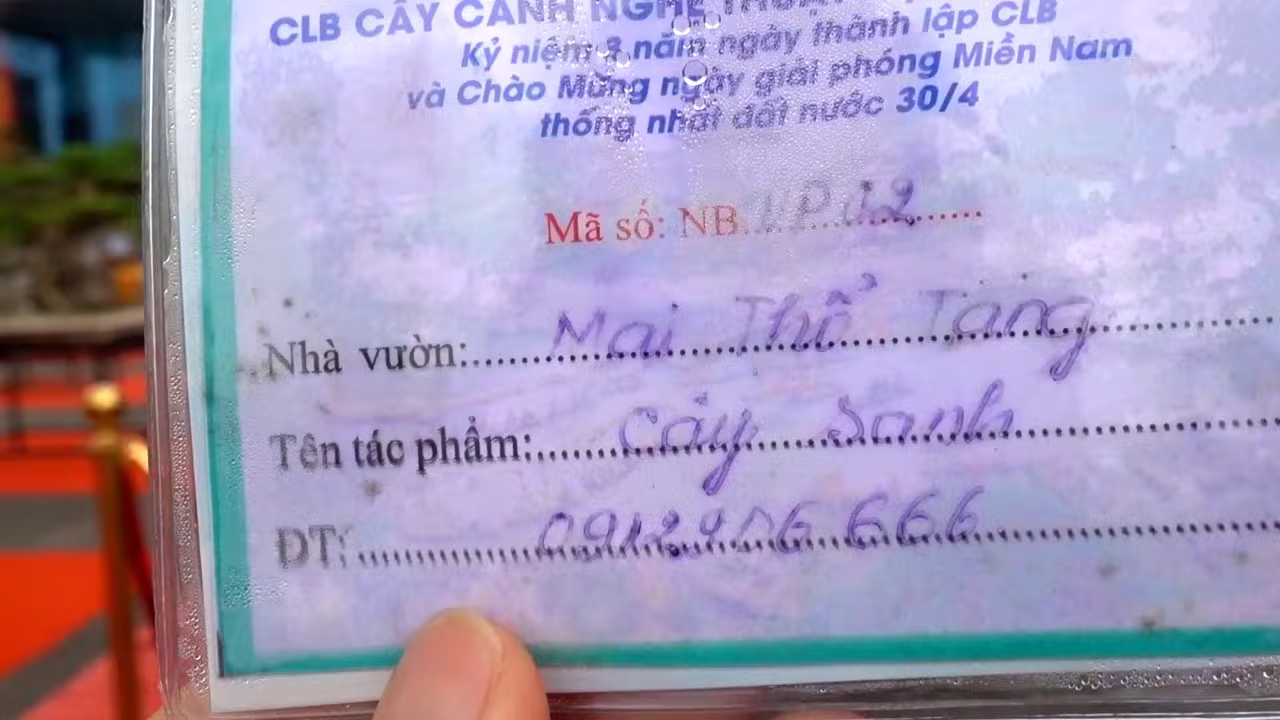 CLB CÂY CẢNH NGHỆ THUẬT
Kỷ niệm 3 năm ngày thành lập CLB
và Chào Mừng ngày giải phóng Miền Nam
thống nhất đất nước 30/4
Mã số: NB
Nhà vườn: Mai Thổ Tang
Tên tác phẩm: Cây Sanh
ĐT: 0912906 666